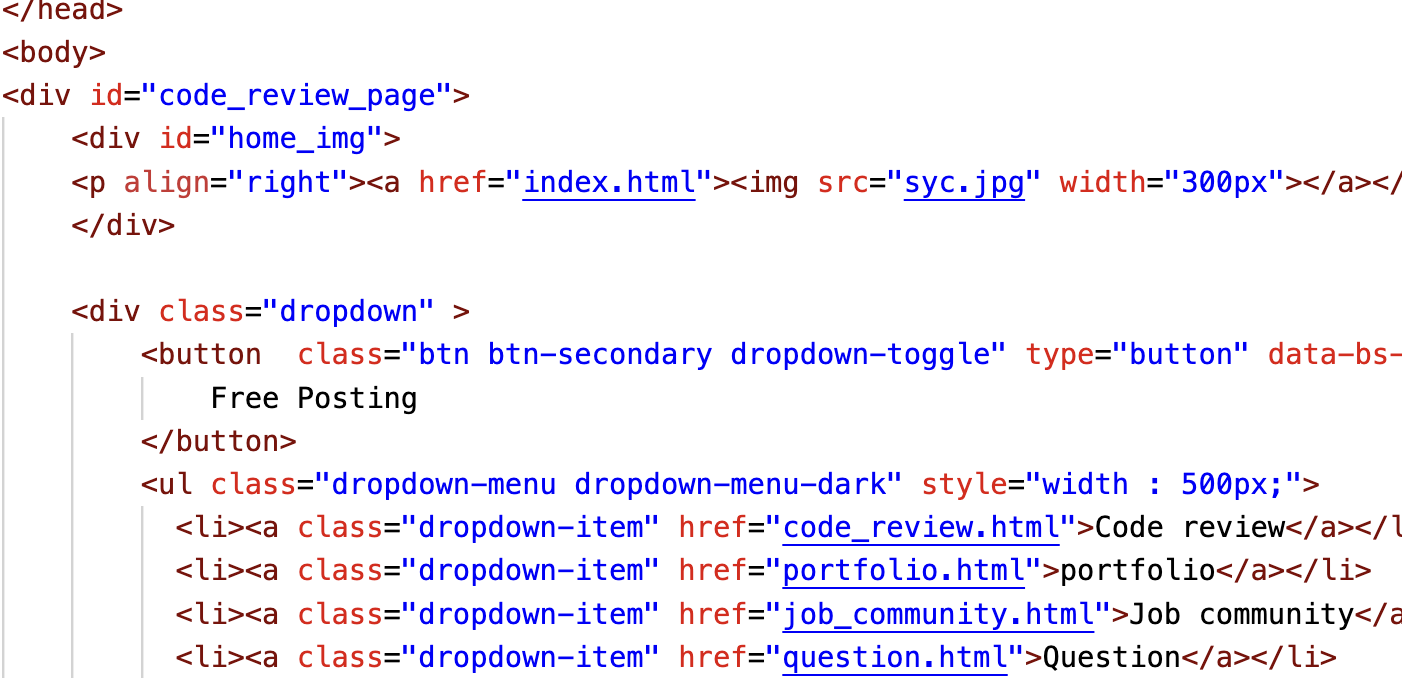 </head>
<body>
<div id="code_review_page">
<div id="home_img">
<p align="right"><a href="index.html"><img src="syc.jpg" width="300px"></a></
</div>
<div class="dropdown" >
<button  class="btn btn-secondary dropdown-toggle" type="button" data-bs-
Free Posting
</button>
<ul class="dropdown-menu dropdown-menu-dark" style="width : 500px;">
<li><a class="dropdown-item" href="code_review.html">Code review</a></l
<li><a class="dropdown-item" href="portfolio.html">portfolio</a></li>
<li><a class="dropdown-item" href="job_community.html">Job community</a
<li><a class="dropdown-item" href="question.html">Question</a></li>